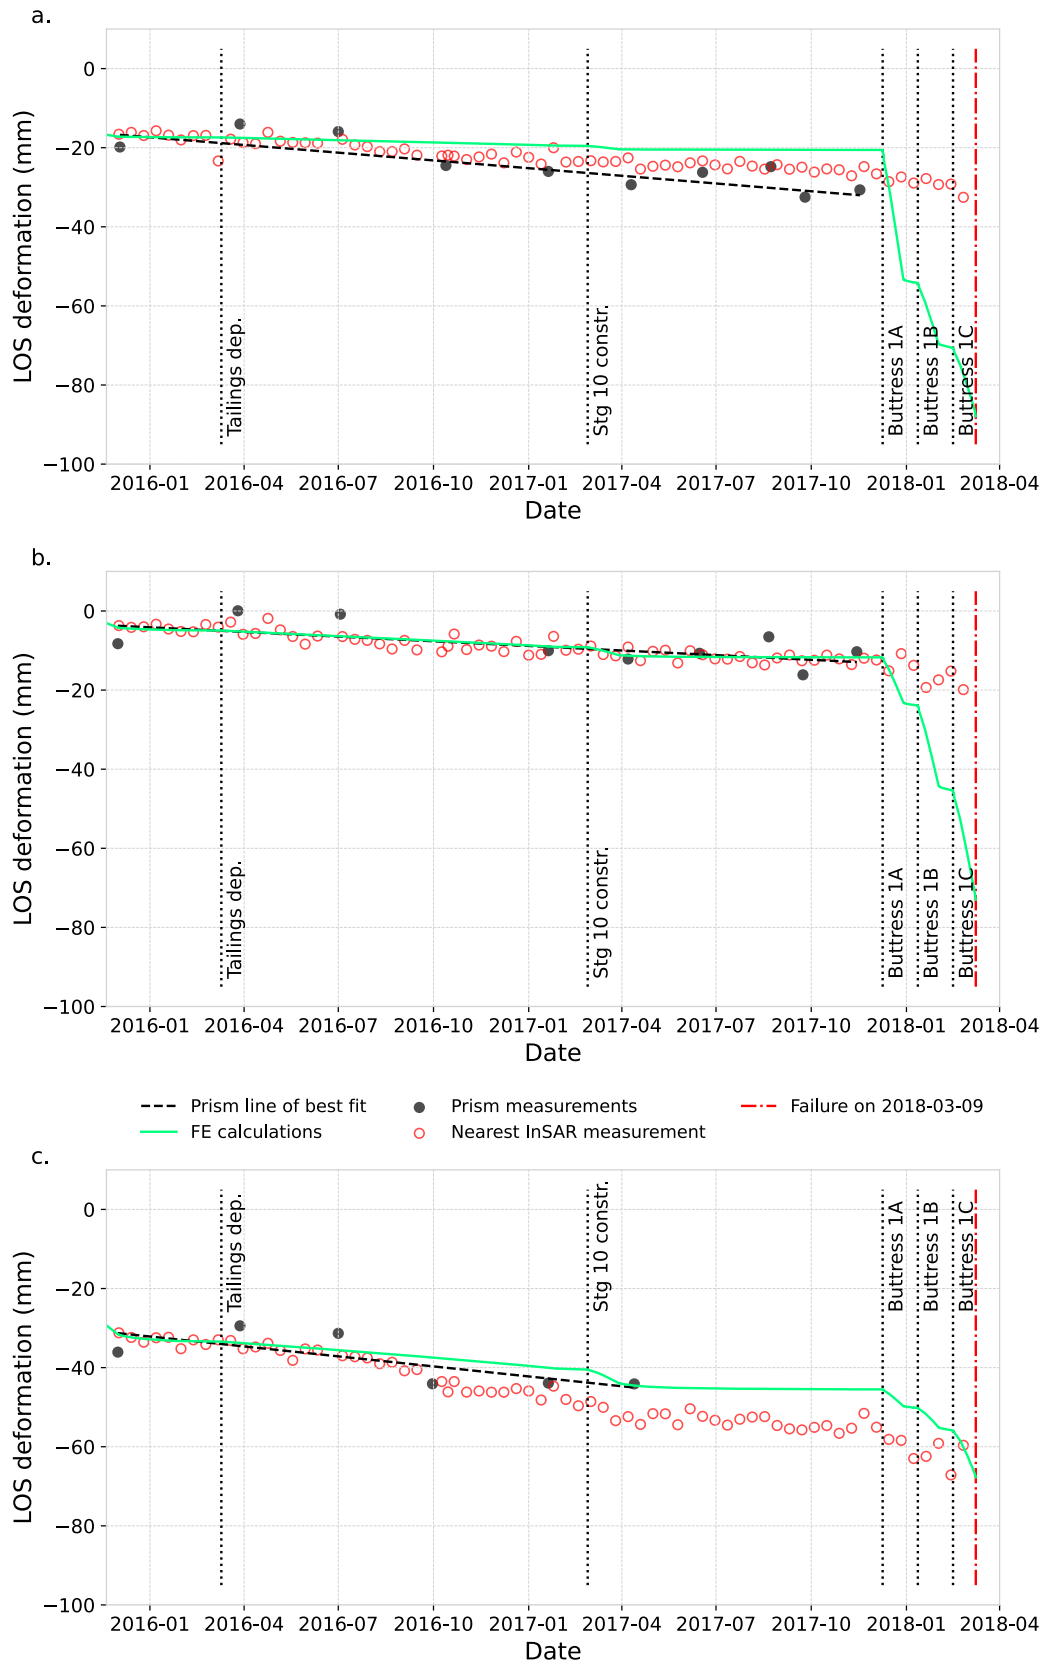 a.
LOS deformation (mm)
0
−20
−40
−60
−80
−100
Tailings dep.
Stg 10 constr.
Buttress 1A
Buttress 1B
Buttress 1C
2016-01 2016-04 2016-07 2016-10 2017-01 2017-04 2017-07 2017-10 2018-01 2018-04
Date
b.
LOS deformation (mm)
0
−20
−40
−60
−80
−100
Tailings dep.
Stg 10 constr.
Buttress 1A
Buttress 1B
Buttress 1C
2016-01 2016-04 2016-07 2016-10 2017-01 2017-04 2017-07 2017-10 2018-01 2018-04
Date
Prism line of best fit
FE calculations
Prism measurements
Nearest InSAR measurement
Failure on 2018-03-09
c.
LOS deformation (mm)
0
−20
−40
−60
−80
−100
Tailings dep.
Stg 10 constr.
Buttress 1A
Buttress 1B
Buttress 1C
2016-01 2016-04 2016-07 2016-10 2017-01 2017-04 2017-07 2017-10 2018-01 2018-04
Date